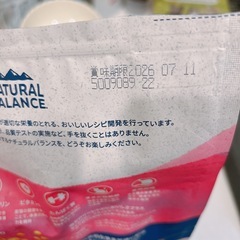 賞味期限2026 07 11
S009089 22
NATURAL
BALANCE
適切な栄養のとれる、おいしいレシピ開発を行っています。
、品質テストの実施など、手を抜くことはありません。
ナチュラルバランスを、どうぞお楽しみください。